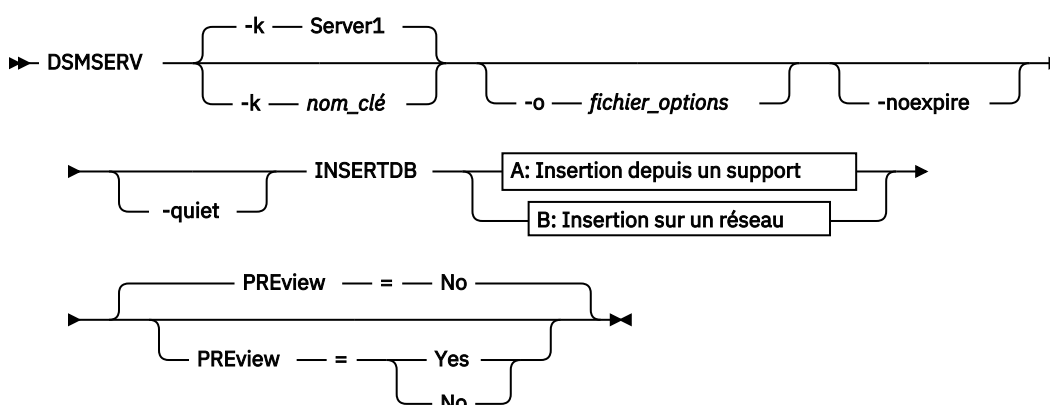 -k Server1
DSMSERV
-k nom_clé
-o fichier_options
-noexpire
INSERTDB
A: Insertion depuis un support
-quiet
B: Insertion sur un réseau
PREview = No
PREview = Yes
No